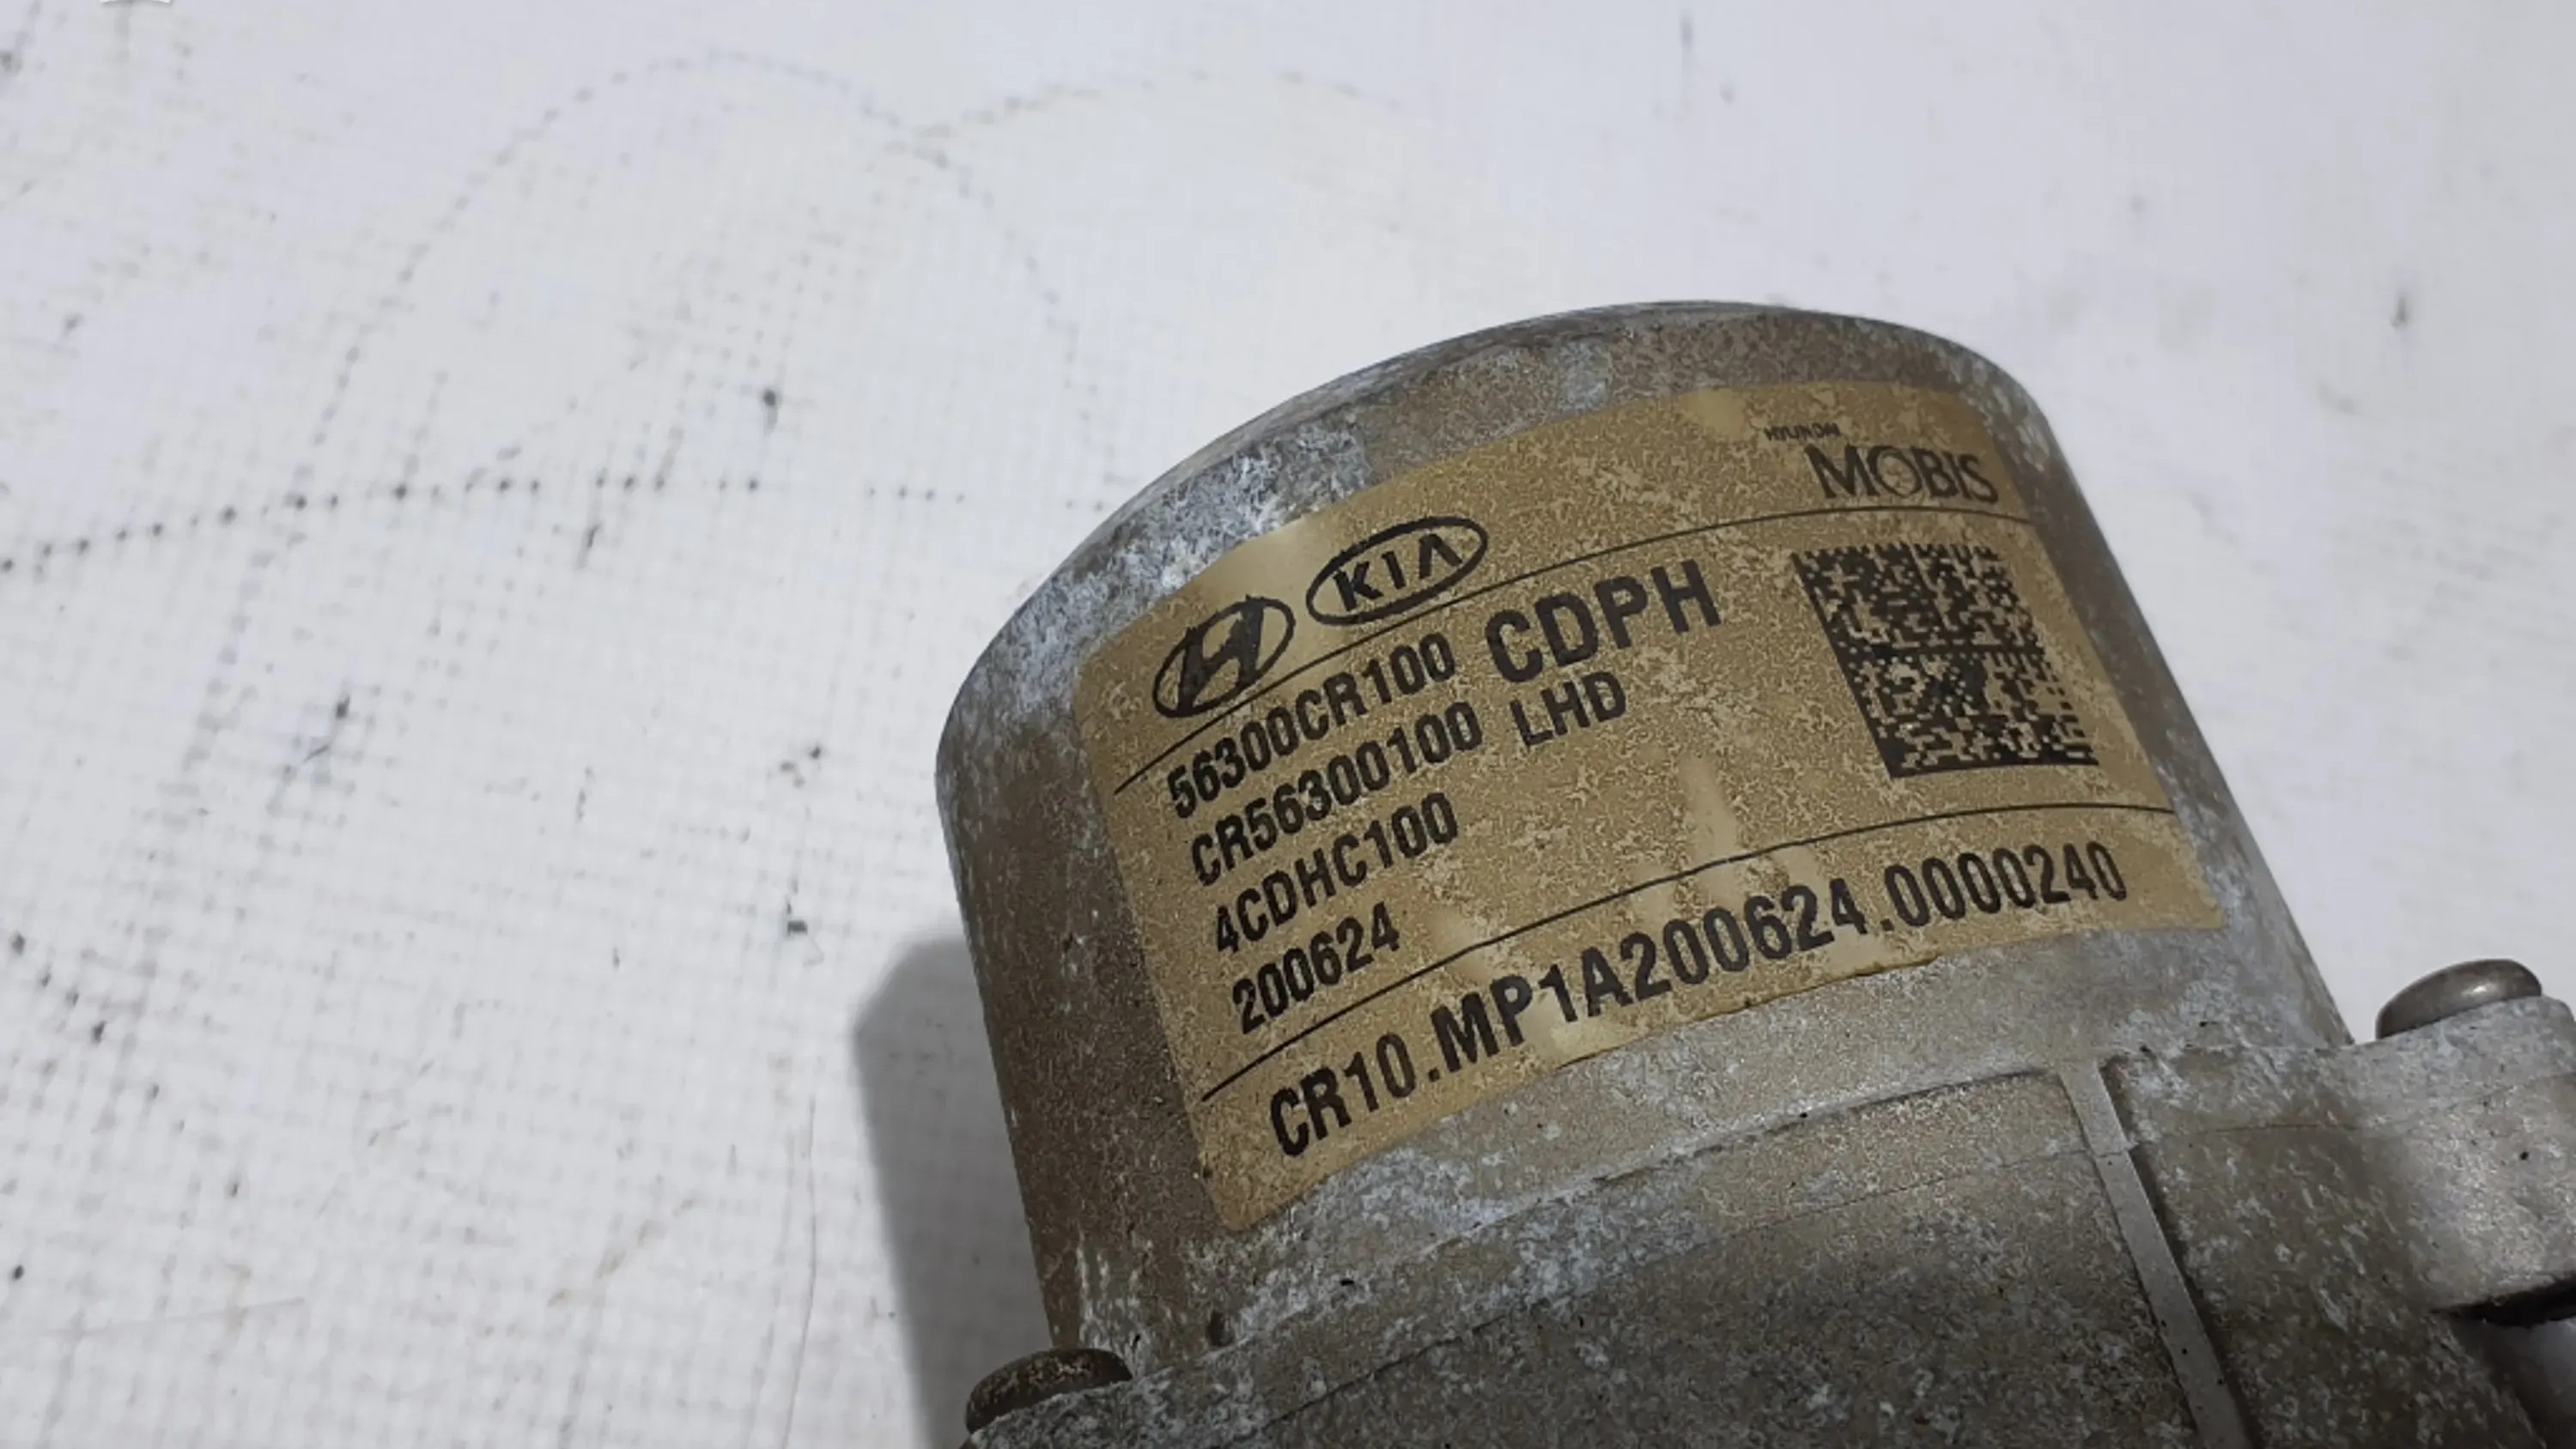 HYUNDAI
MOBIS
KIA
56300CR100 CDPH
CR56300100 LHD
4CDHC100
200624
CR10.MP1A200624.0000240